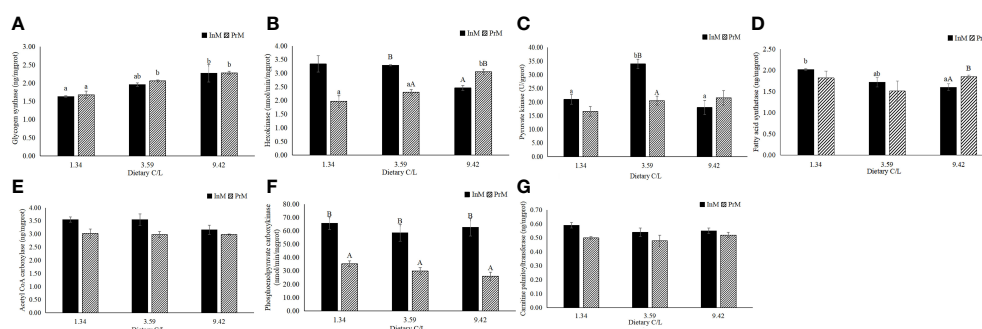 A
InM PrM
Glycogen synthase (ng/mgprot)
3.00
2.50
2.00
1.50
1.00
0.50
0.00
a a ab b b b
1.34 3.59 9.42
Dietary C/L
B
InM PrM
Hexokinase (nmol/min/mgprot)
4.00
3.50
3.00
2.50
2.00
1.50
1.00
0.50
0.00
a B aA A bB
1.34 3.59 9.42
Dietary C/L
C
InM PrM
Pyruvate kinase (U/gprot)
40.00
35.00
30.00
25.00
20.00
15.00
10.00
5.00
0.00
a bB A a
1.34 3.59 9.42
Dietary C/L
D
InM PrM
Fatty acid synthetase (ng/mgprot)
2.50
2.00
1.50
1.00
0.50
0.00
b ab aA B
1.34 3.59 9.42
Dietary C/L
E
InM PrM
Acetyl CoA carboxylase (ng/mgprot)
4.00
3.50
3.00
2.50
2.00
1.50
1.00
0.50
0.00
1.34 3.59 9.42
Dietary C/L
F
InM PrM
Phosphoenolpyruvate carboxykinase
(nmol/min/mgprot)
80.00
70.00
60.00
50.00
40.00
30.00
20.00
10.00
0.00
B A B A B A
1.34 3.59 9.42
Dietary C/L
G
InM PrM
Carnitine palmitoyltransferase (ng/mgprot)
0.70
0.60
0.50
0.40
0.30
0.20
0.10
0.00
1.34 3.59 9.42
Dietary C/L